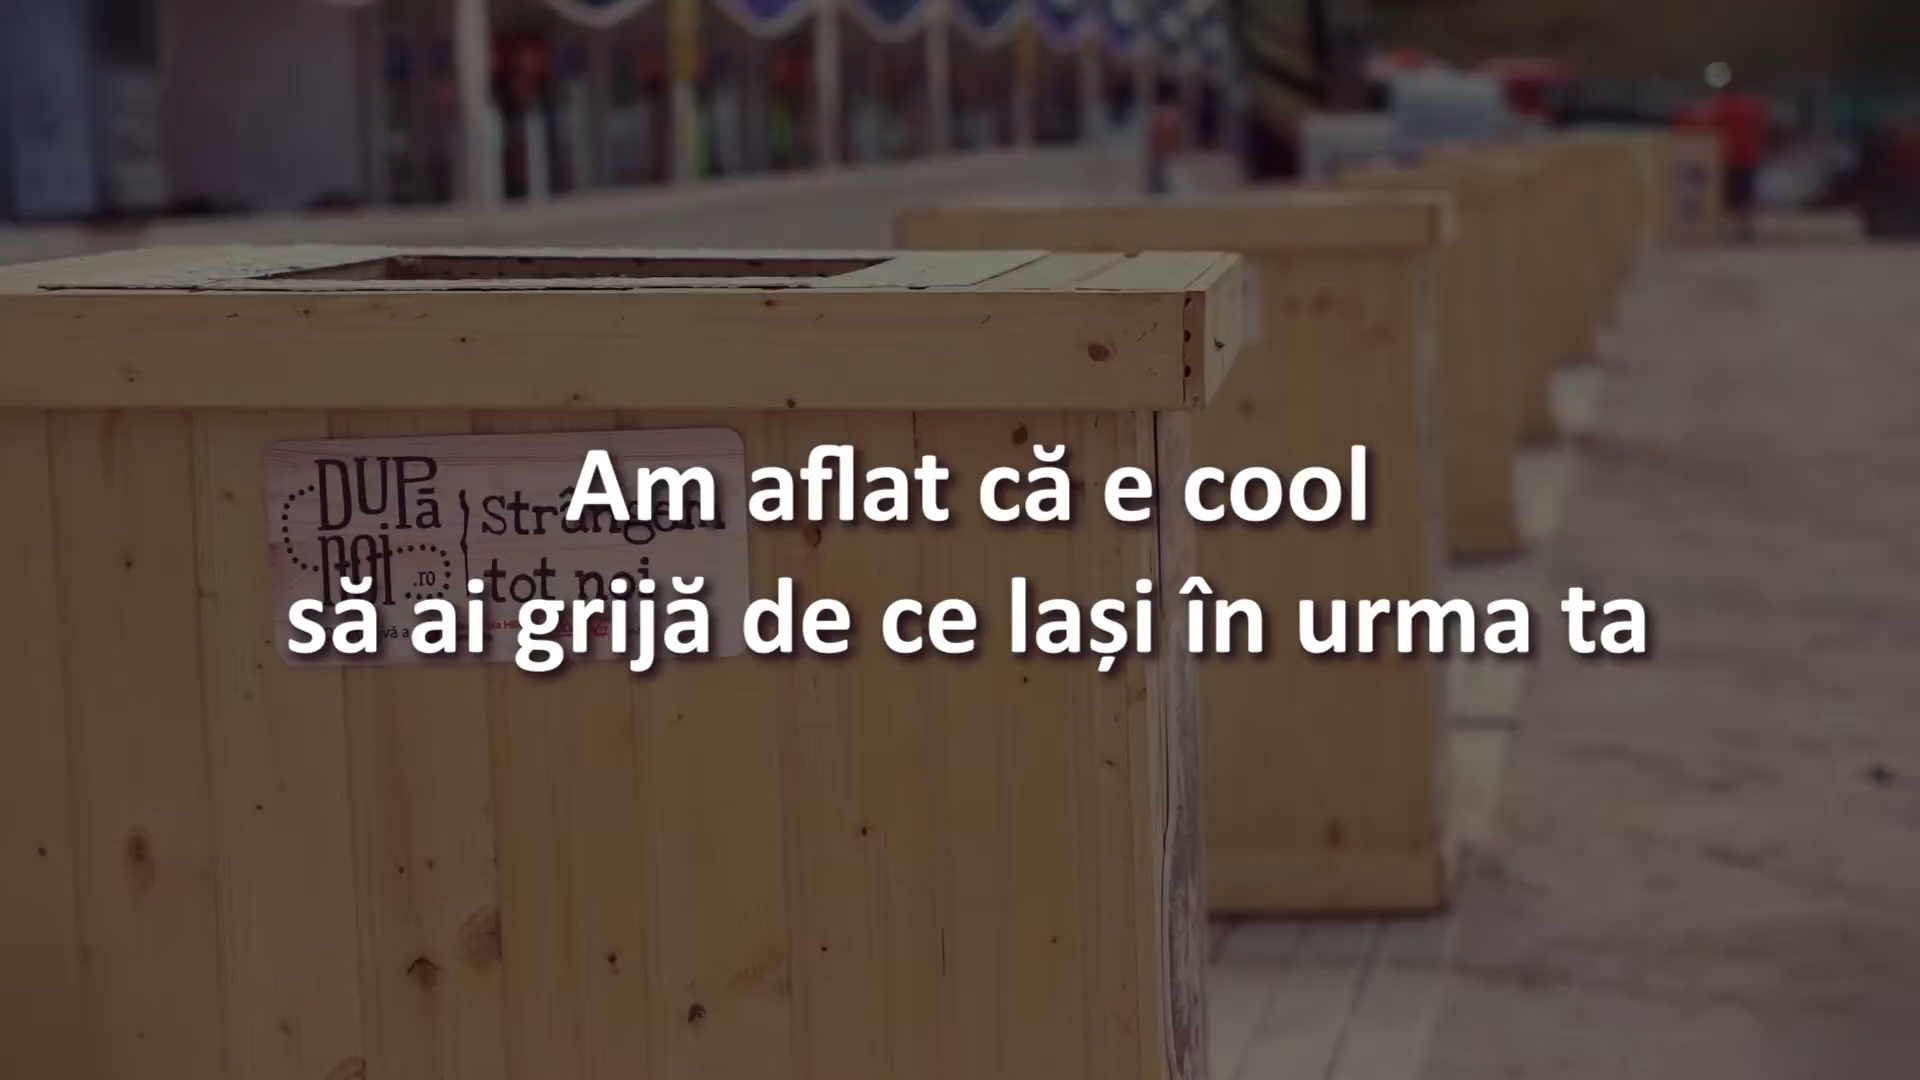 Am aflat că e cool
să ai grijă de ce lași în urma ta
DUPă
noi
.ro
strângem
tot noi